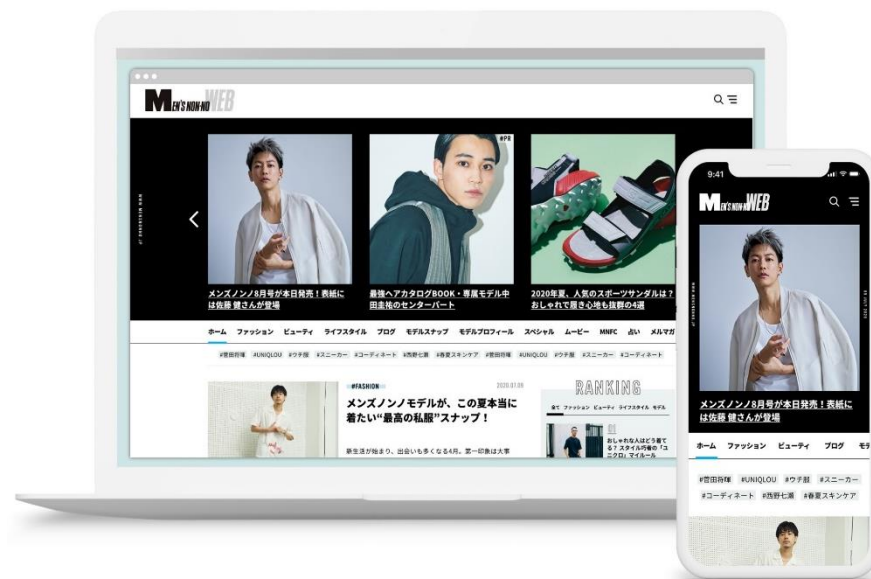 MEN'S NON-NO WEB
#PR
WWW.MENSNONNO.JP
メンズノンノ8月号が本日発売！表紙に
は佐藤 健さんが登場
最強ヘアカタログBOOK・専属モデル中
田圭祐のセンターパート
2020年夏、人気のスポーツサンダルは？
おしゃれで履き心地も抜群の4選
ホーム ファッション ビューティ ライフスタイル ブログ モデルスナップ モデルプロフィール スペシャル ムービー MNFC 占い メルマガ
#菅田将暉 #UNIQLOU #ウチ服 #スニーカー #コーディネート #西野七瀬 #春夏スキンケア #菅田将暉 #UNIQLOU #ウチ服 #スニーカー #コーディネート
#FASHION
2020.07.09
メンズノンノモデルが、この夏本当に
着たい“最高の私服”スナップ！
新生活が始まり、出会いも多くなる4月。第一印象は大事
RANKING
全て ファッション ビューティ ライフスタイル モデル
01
おしゃれな人はどう着て
る？スタイル巧者の「ユ
ニクロ」マイルール
9:41
MEN'S NON-NO WEB
WWW.MENSNONNO.JP
メンズノンノ8月号が本日発売！表紙に
は佐藤 健さんが登場
ホーム ファッション ビューティ ブログ モデ
#菅田将暉 #UNIQLOU #ウチ服 #スニーカー
#コーディネート #西野七瀬 #春夏スキンケア